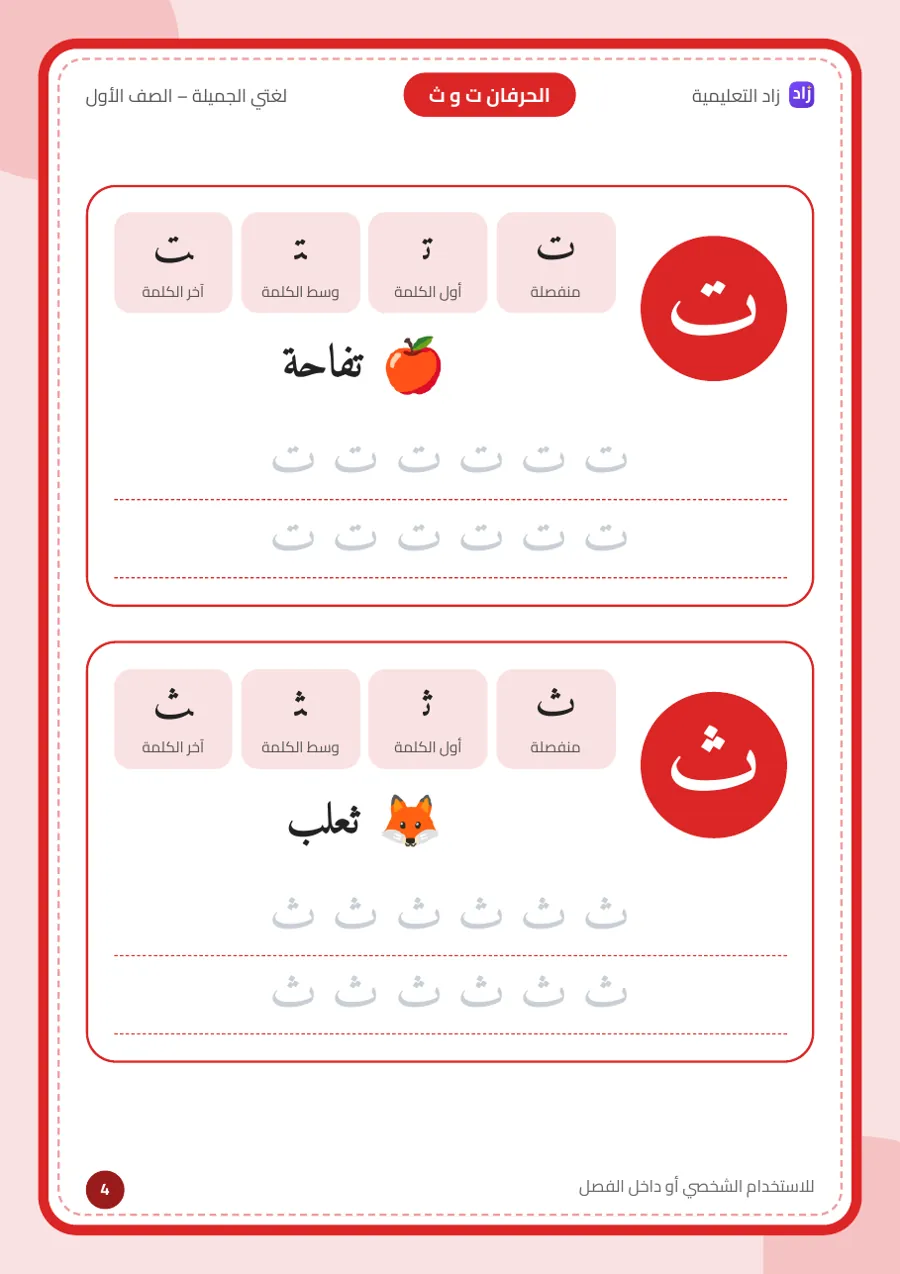 زاد زاد التعليمية
الحرفان ت و ث
لغتي الجميلة – الصف الأول
ت
ت تـ ـتـ ـت
منفصلة أول الكلمة وسط الكلمة آخر الكلمة
تفاحة
ت ت ت ت ت ت
ت ت ت ت ت ت
ث
ث ثـ ـثـ ـث
منفصلة أول الكلمة وسط الكلمة آخر الكلمة
ثعلب
ث ث ث ث ث ث
ث ث ث ث ث ث
للاستخدام الشخصي أو داخل الفصل
4